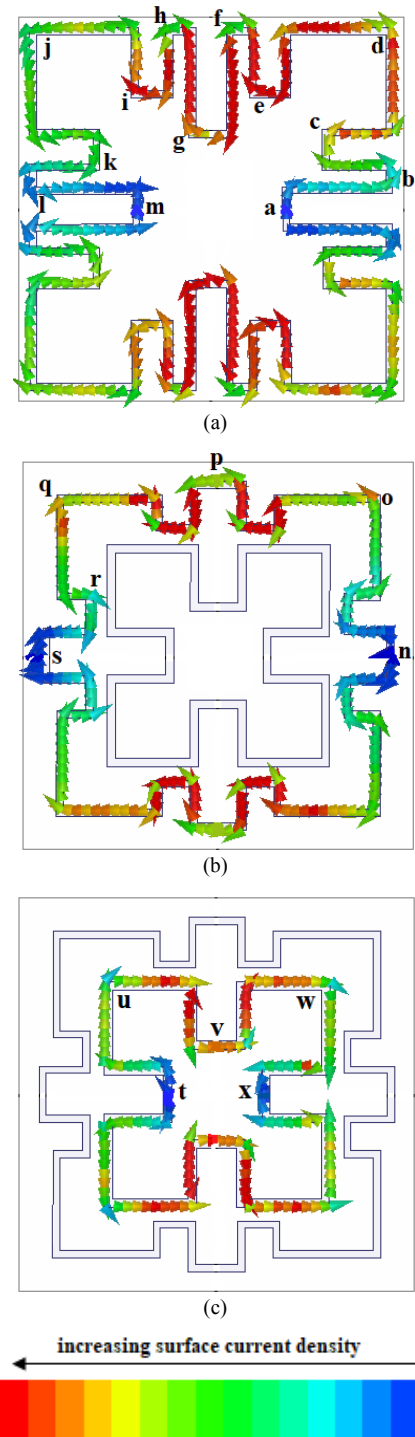 h f
j d
i e
g c
k b
l m a
(a)
p
q o
r
s n
(b)
u v w
t x
(c)
increasing surface current density